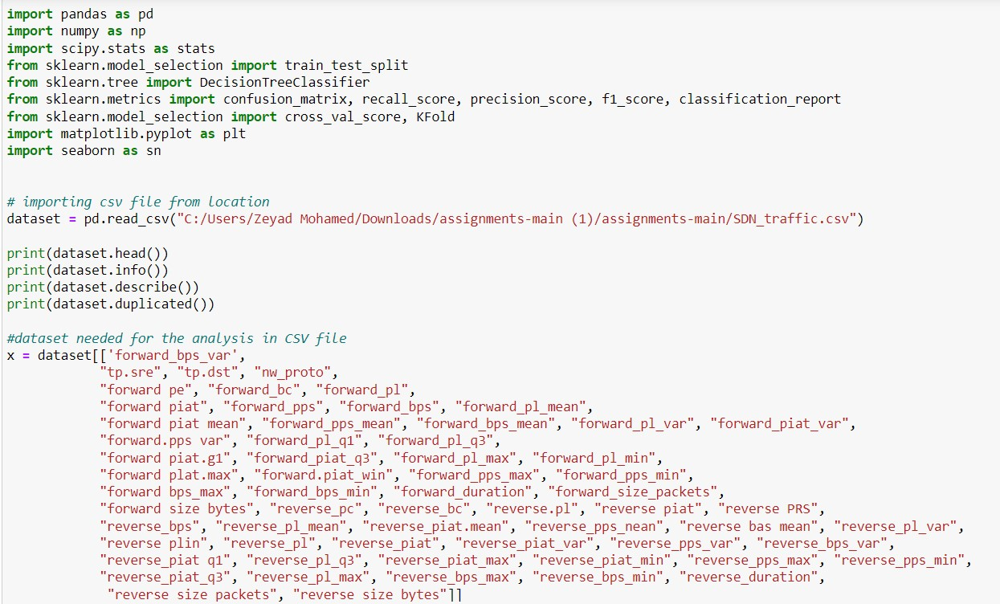 import pandas as pd
import numpy as np
import scipy.stats as stats
from sklearn.model_selection import train_test_split
from sklearn.tree import DecisionTreeClassifier
from sklearn.metrics import confusion_matrix, recall_score, precision_score, f1_score, classification_report
from sklearn.model_selection import cross_val_score, KFold
import matplotlib.pyplot as plt
import seaborn as sn
# importing csv file from location
dataset = pd.read_csv("C:/Users/Zeyad Mohamed/Downloads/assignments-main (1)/assignments-main/SDN_traffic.csv")
print(dataset.head())
print(dataset.info())
print(dataset.describe())
print(dataset.duplicated())
#dataset needed for the analysis in CSV file
x = dataset[['forward_bps_var',
"tp.sre", "tp.dst", "nw_proto",
"forward pe", "forward_bc", "forward_pl",
"forward piat", "forward_pps", "forward_bps", "forward_pl_mean",
"forward piat mean", "forward_pps_mean", "forward_bps_mean", "forward_pl_var", "forward_piat_var",
"forward.pps var", "forward_pl_q1", "forward_pl_q3",
"forward piat.g1", "forward_piat_q3", "forward_pl_max", "forward_pl_min",
"forward plat.max", "forward.piat_win", "forward_pps_max", "forward_pps_min",
"forward bps_max", "forward_bps_min", "forward_duration", "forward_size_packets",
"forward size bytes", "reverse_pc", "reverse_bc", "reverse.pl", "reverse piat", "reverse PRS",
"reverse_bps", "reverse_pl_mean", "reverse_piat.mean", "reverse_pps_nean", "reverse bas mean", "reverse_pl_var",
"reverse plin", "reverse_pl", "reverse_piat", "reverse_piat_var", "reverse_pps_var", "reverse_bps_var",
"reverse_piat q1", "reverse_pl_q3", "reverse_piat_max", "reverse_piat_min", "reverse_pps_max", "reverse_pps_min",
"reverse_piat_q3", "reverse_pl_max", "reverse_bps_max", "reverse_bps_min", "reverse_duration",
"reverse size packets", "reverse size bytes"]]